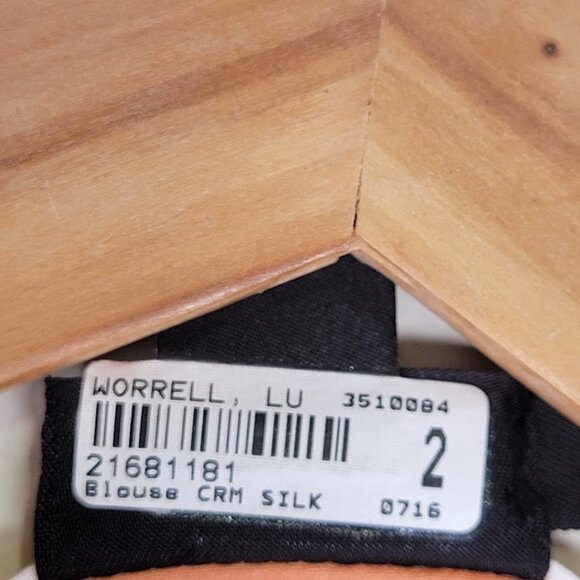 WORRELL, LU 3510084
2
21681181
Blouse CRM SILK 0716